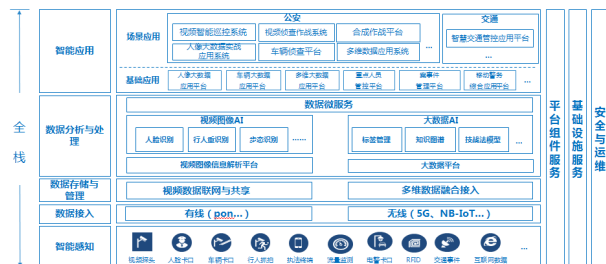 全栈
智能应用
场景应用
公安
视频智能巡控系统
视频侦查作战系统
合成作战平台
人像大数据实战
应用系统
车辆侦查平台
多维数据应用系统
...
交通
智慧交通管控应用平台
...
基础应用
人像大数据
应用平台
车辆大数据
应用平台
多维大数据
应用平台
重点人员
管控平台
案事件
管理平台
移动警务
综合应用平台
数据分析与处
理
数据微服务
视频图像AI
人脸识别
行人重识别
步态识别
......
视频图像信息解析平台
大数据AI
标签管理
知识图谱
技战法模型
...
大数据平台
数据存储与
管理
视频数据联网与共享
多维数据融合接入
数据接入
有线（pon...）
无线（5G、NB-IoT...）
智能感知
视频探头
人脸卡口
车辆卡口
行人抓拍
执法终端
流量监测
电警卡口
RFID
交通事件
互联网数据
...
平台组件服务
基础设施服务
安全与运维